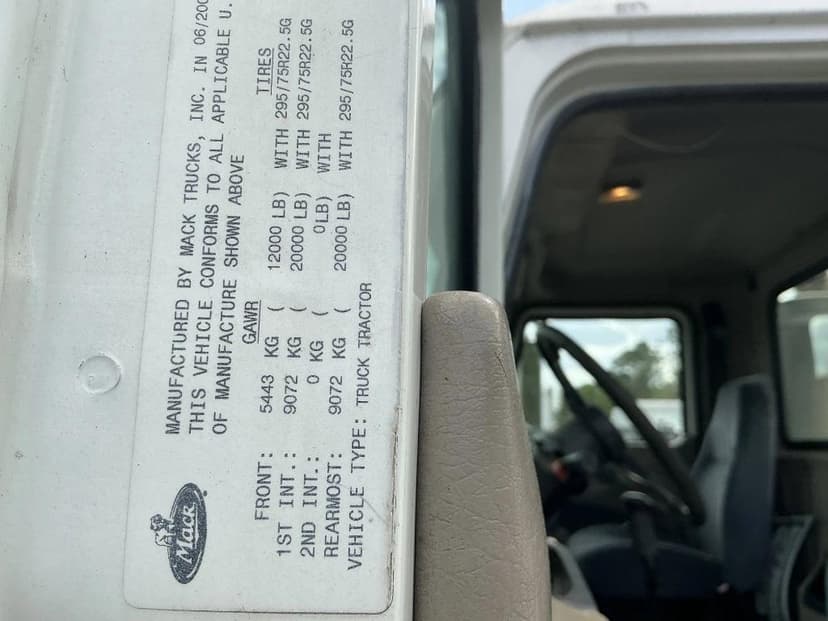 Mack
MANUFACTURED BY MACK TRUCKS, INC. IN 06/200
THIS VEHICLE CONFORMS TO ALL APPLICABLE U.
OF MANUFACTURE SHOWN ABOVE
GAWR TIRES
FRONT: 5443 KG ( 12000 LB) WITH 295/75R22.5G
1ST INT.: 9072 KG ( 20000 LB) WITH 295/75R22.5G
2ND INT.: 0 KG ( 0LB) WITH
REARMOST: 9072 KG ( 20000 LB) WITH 295/75R22.5G
VEHICLE TYPE: TRUCK TRACTOR